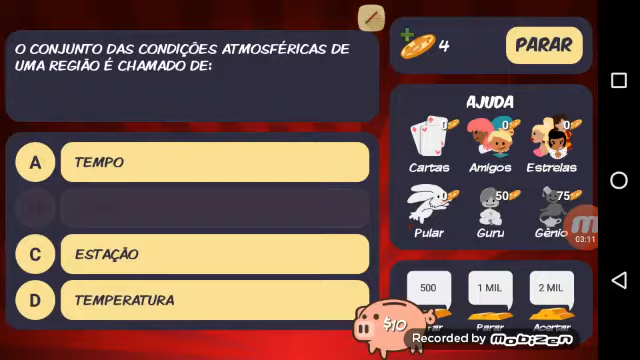 O CONJUNTO DAS CONDIÇÕES ATMOSFÉRICAS DE
UMA REGIÃO É CHAMADO DE:
4
PARAR
A TEMPO
C ESTAÇÃO
D TEMPERATURA
AJUDA
0 0 0
Cartas Amigos Estrelas
0 50 75
Pular Guru Gênio
03:11
500 1 MIL 2 MIL
Parar Acertar
$10
Recorded by mobizen